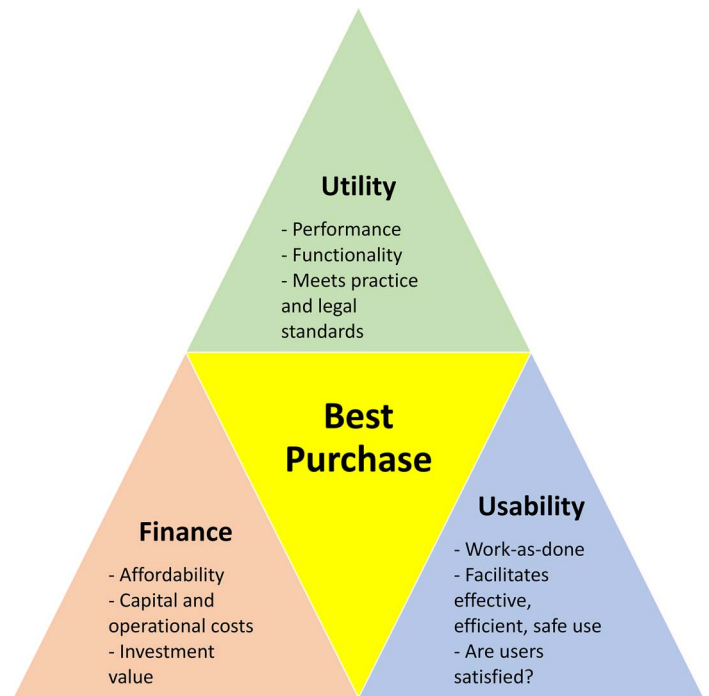 Utility
- Performance
- Functionality
- Meets practice
and legal
standards
Best
Purchase
Finance
- Affordability
- Capital and
operational costs
- Investment
value
Usability
- Work-as-done
- Facilitates
effective,
efficient, safe use
- Are users
satisfied?